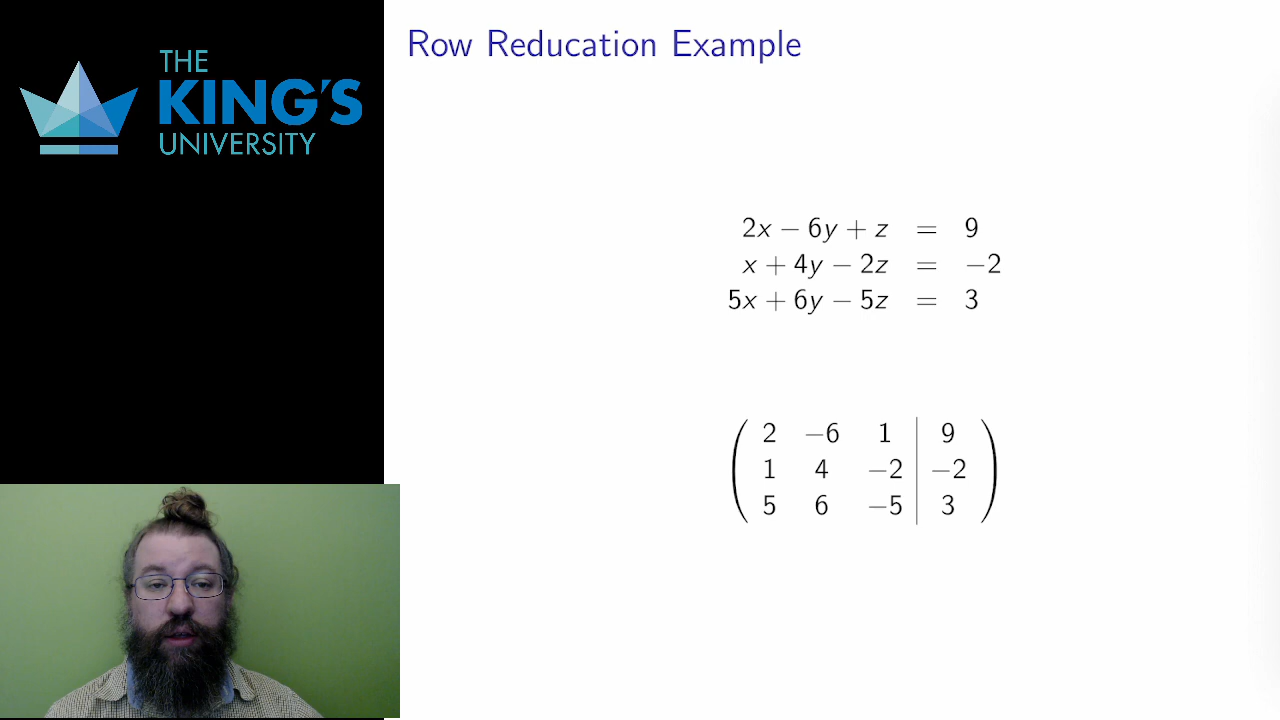 THE
KING'S
UNIVERSITY
Row Reducation Example
2x − 6y + z = 9
x + 4y − 2z = −2
5x + 6y − 5z = 3
2 −6 1 | 9
1 4 −2 | −2
5 6 −5 | 3